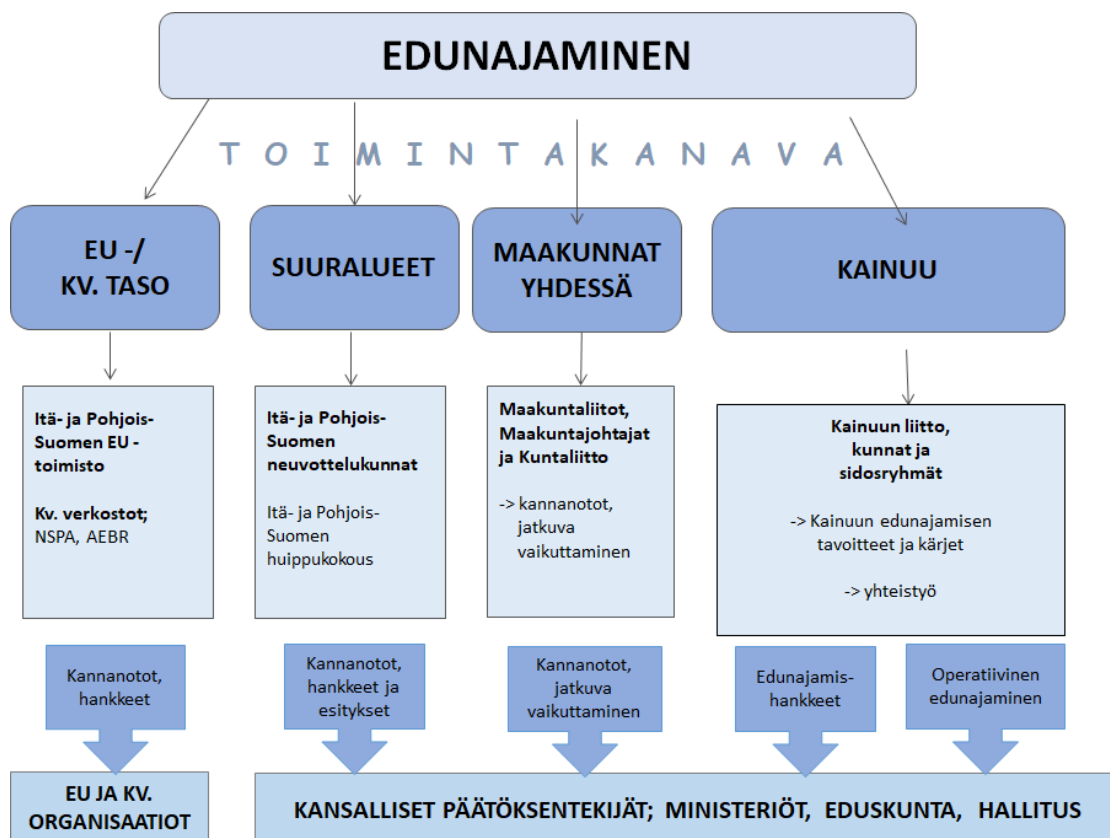 EDUNAJAMINEN
TOIMINTAKANAVA
EU -/
KV. TASO
SUURALUEET
MAAKUNNAT
YHDESSÄ
KAINUU
Itä- ja Pohjois-
Suomen EU -
toimisto
Kv. verkostot;
NSPA, AEBR
Itä- ja Pohjois-
Suomen
neuvottelukunnat
Itä- ja Pohjois-
Suomen
huippukokous
Maakuntaliitot,
Maakuntajohtajat
ja Kuntaliitto
-> kannanotot,
jatkuva
vaikuttaminen
Kainuun liitto,
kunnat ja
sidosryhmät
-> Kainuun edunajamisen
tavoitteet ja kärjet
-> yhteistyö
Kannanotot,
hankkeet
Kannanotot,
hankkeet ja
esitykset
Kannanotot,
jatkuva
vaikuttaminen
Edunajamis-
hankkeet
Operatiivinen
edunajaminen
EU JA KV.
ORGANISAATIOT
KANSALLISET PÄÄTÖKSENTEKIJÄT; MINISTERIÖT, EDUSKUNTA, HALLITUS